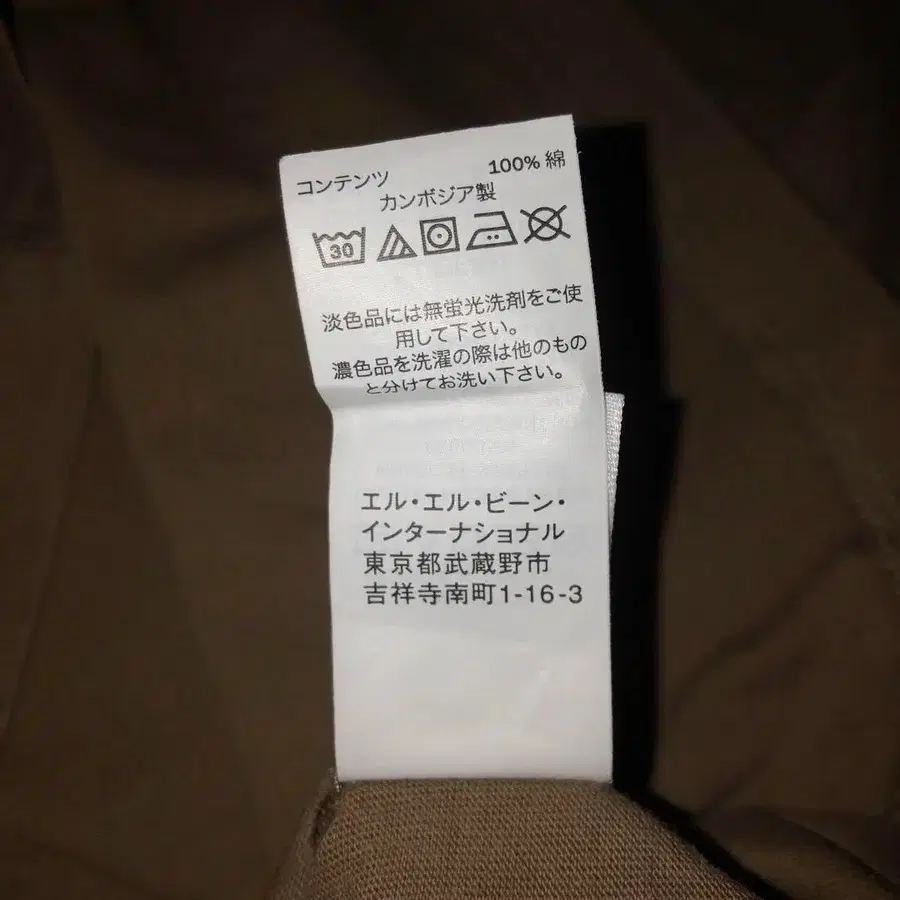 コンテンツ 100% 綿
カンボジア製
30
淡色品には無蛍光洗剤をご使
用して下さい。
濃色品を洗濯の際は他のもの
と分けてお洗い下さい。
エル・エル・ビーン・
インターナショナル
東京都武蔵野市
吉祥寺南町1-16-3